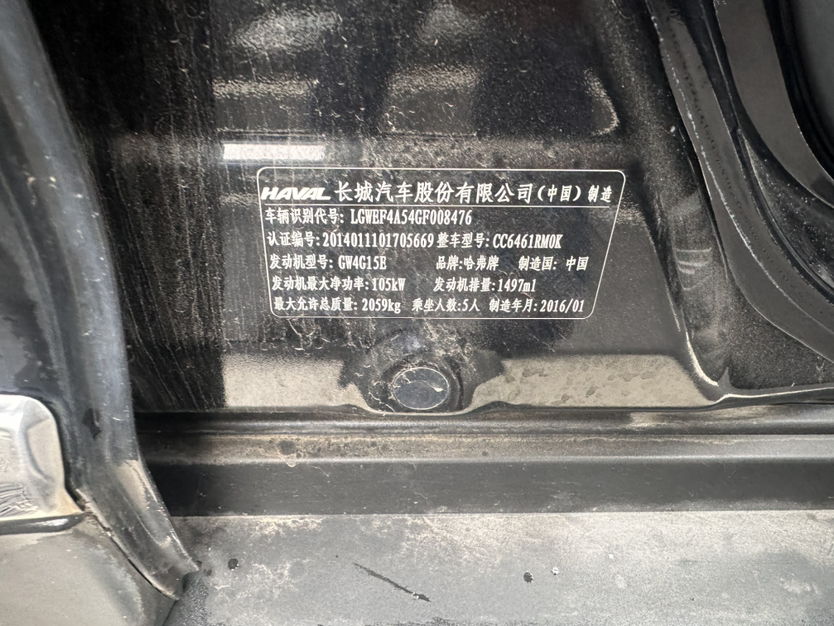 HAVAL 长城汽车股份有限公司(中国)制造
车辆识别代号: LGWEF4A54GF008476
认证编号:2014011101705669 整车型号:CC6461RM0K
发动机型号: GW4G15E 品牌:哈弗牌 制造国: 中国
发动机最大净功率:105kW 发动机排量:1497ml
最大允许总质量: 2059kg 乘坐人数:5人 制造年月:2016/01